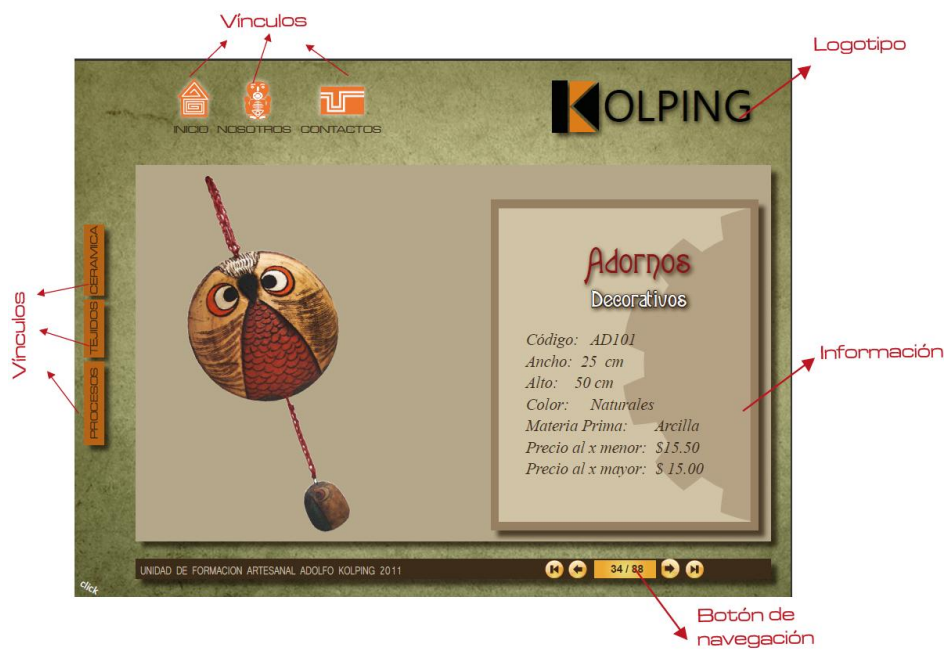 Vínculos
Logotipo
KOLPING
INICIO NOSOTROS CONTACTOS
Vínculos
CERAMICA
TEJIDOS
PROCESOS
Adornos
Decorativos
Código: AD101
Ancho: 25 cm
Alto: 50 cm
Color: Naturales
Materia Prima: Arcilla
Precio al x menor: $15.50
Precio al x mayor: $ 15.00
Información
click
UNIDAD DE FORMACION ARTESANAL ADOLFO KOLPING 2011
34 / 88
Botón de
navegación